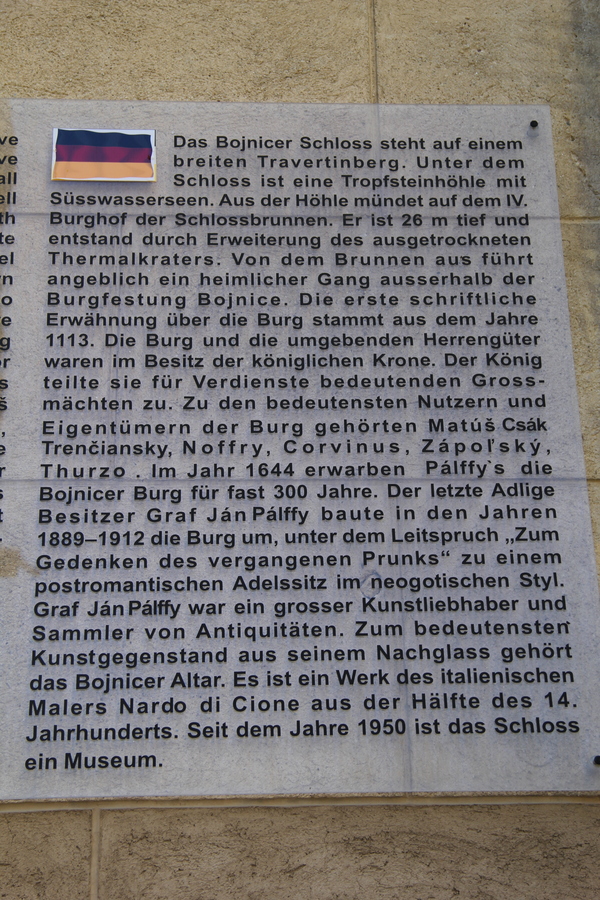 Das Bojnicer Schloss steht auf einem
breiten Travertinberg. Unter dem
Schloss ist eine Tropfsteinhöhle mit
Süsswasserseen. Aus der Höhle mündet auf dem IV.
Burghof der Schlossbrunnen. Er ist 26 m tief und
entstand durch Erweiterung des ausgetrockneten
Thermalkraters. Von dem Brunnen aus führt
angeblich ein heimlicher Gang ausserhalb der
Burgfestung Bojnice. Die erste schriftliche
Erwähnung über die Burg stammt aus dem Jahre
1113. Die Burg und die umgebenden Herrengüter
waren im Besitz der königlichen Krone. Der König
teilte sie für Verdienste bedeutenden Gross-
mächten zu. Zu den bedeutensten Nutzern und
Eigentümern der Burg gehörten Matúš Csák
Trenčiansky, Noffry, Corvinus, Zápoľský,
Thurzo . Im Jahr 1644 erwarben Pálffy`s die
Bojnicer Burg für fast 300 Jahre. Der letzte Adlige
Besitzer Graf Ján Pálffy baute in den Jahren
1889–1912 die Burg um, unter dem Leitspruch „Zum
Gedenken des vergangenen Prunks“ zu einem
postromantischen Adelssitz im neogotischen Styl.
Graf Ján Pálffy war ein grosser Kunstliebhaber und
Sammler von Antiquitäten. Zum bedeutensten
Kunstgegenstand aus seinem Nachglass gehört
das Bojnicer Altar. Es ist ein Werk des italienischen
Malers Nardo di Cione aus der Hälfte des 14.
Jahrhunderts. Seit dem Jahre 1950 ist das Schloss
ein Museum.